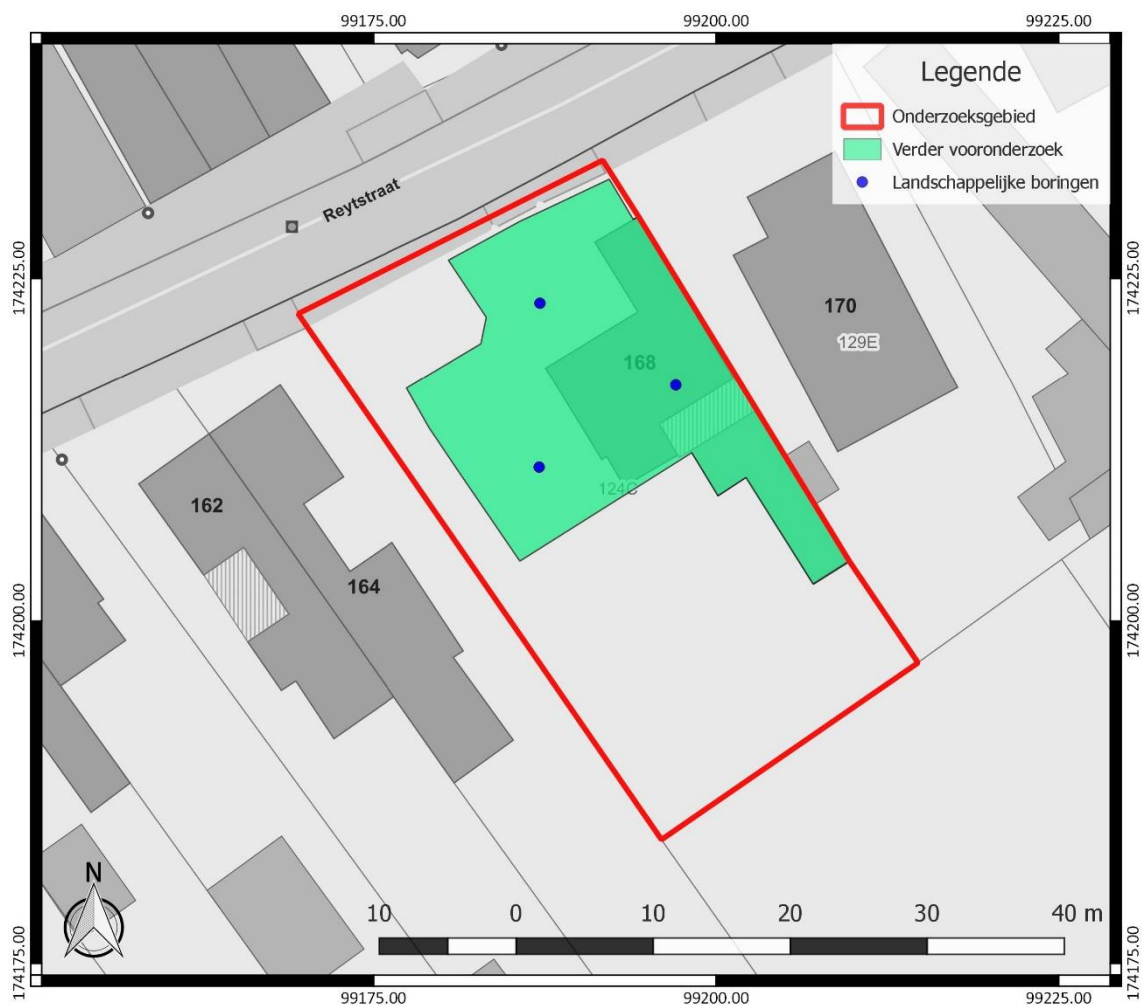 99175.00 99200.00 99225.00
Legende
Onderzoeksgebied
Verder vooronderzoek
Landschappelijke boringen
Reytstraat
174225.00 174225.00
170
129E
168
124C
162
164
174200.00 174200.00
N
10 0 10 20 30 40 m
174175.00 174175.00
99175.00 99200.00 99225.00